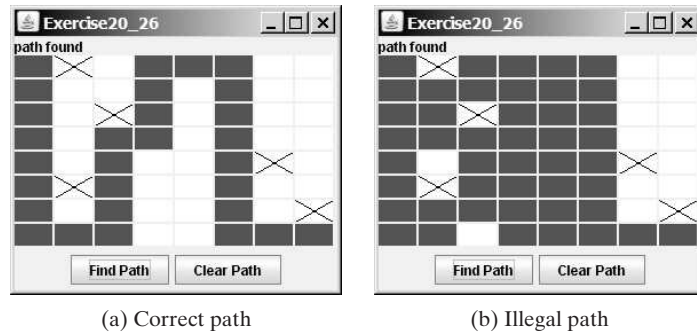 Exercise20_26
path found
Find Path Clear Path
(a) Correct path
Exercise20_26
path found
Find Path Clear Path
(b) Illegal path